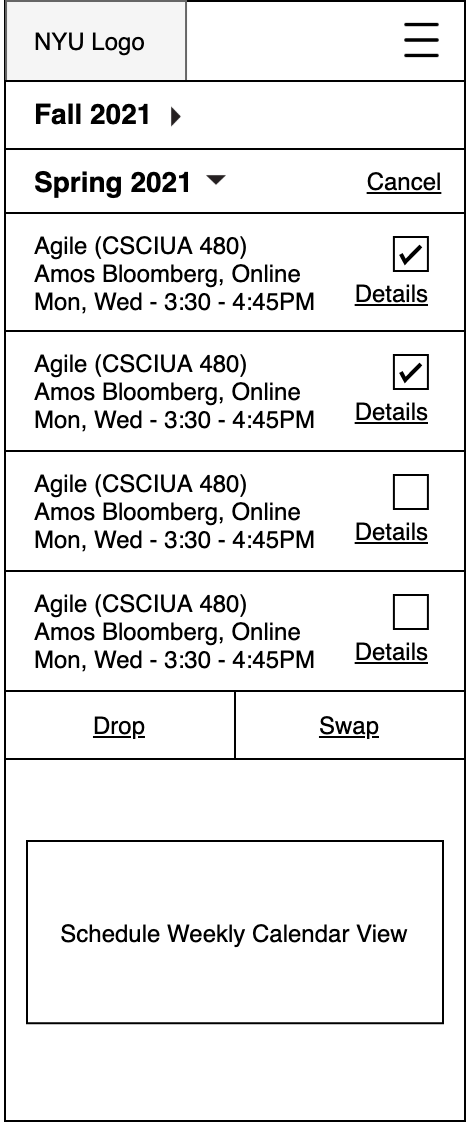 NYU Logo
Fall 2021
Spring 2021
Cancel
Agile (CSCIUA 480)
Amos Bloomberg, Online
Mon, Wed - 3:30 - 4:45PM
Details
Agile (CSCIUA 480)
Amos Bloomberg, Online
Mon, Wed - 3:30 - 4:45PM
Details
Agile (CSCIUA 480)
Amos Bloomberg, Online
Mon, Wed - 3:30 - 4:45PM
Details
Agile (CSCIUA 480)
Amos Bloomberg, Online
Mon, Wed - 3:30 - 4:45PM
Details
Drop
Swap
Schedule Weekly Calendar View